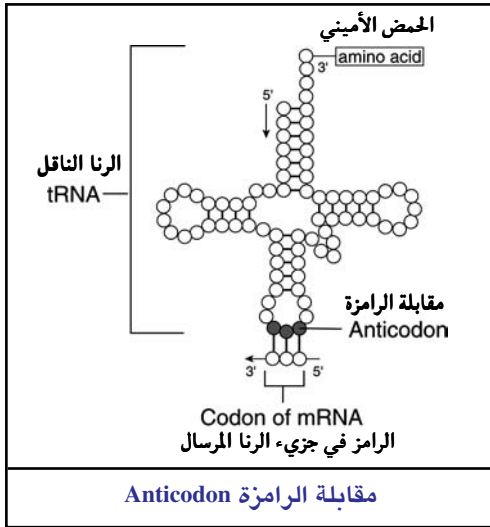 الحمض الأميني
amino acid
3'
5'
الرنا الناقل
tRNA
مقابلة الرامزة
Anticodon
3' 5'
Codon of mRNA
الرامز في جزيء الرنا المرسال
مقابلة الرامزة Anticodon